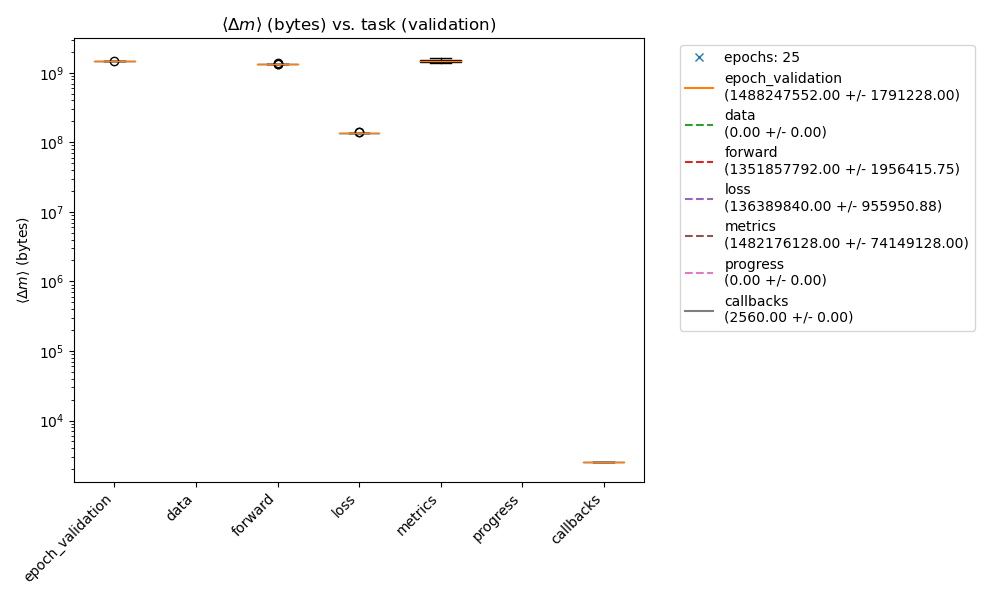 ⟨Δm⟩ (bytes) vs. task (validation)
⟨Δm⟩ (bytes)
10⁹
10⁸
10⁷
10⁶
10⁵
10⁴
epoch_validation
data
forward
loss
metrics
progress
callbacks
epochs: 25
epoch_validation
(1488247552.00 +/- 1791228.00)
data
(0.00 +/- 0.00)
forward
(1351857792.00 +/- 1956415.75)
loss
(136389840.00 +/- 955950.88)
metrics
(1482176128.00 +/- 74149128.00)
progress
(0.00 +/- 0.00)
callbacks
(2560.00 +/- 0.00)